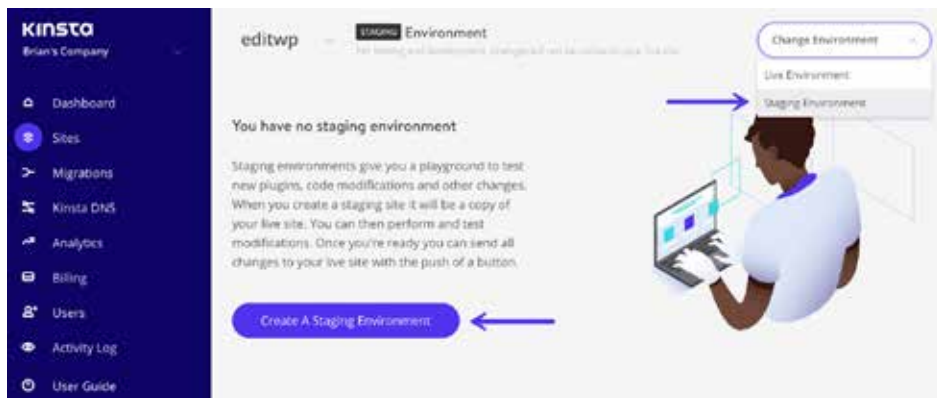 KINSTA
Brian's Company
Dashboard
Sites
Migrations
Kinsta DNS
Analytics
Billing
Users
Activity Log
User Guide
editwp
STAGING Environment
Change Environment
Live Environment
Staging Environment
You have no staging environment
Staging environments give you a playground to test
new plugins, code modifications and other changes.
When you create a staging site it will be a copy of
your live site. You can then perform and test
modifications. Once you're ready you can send all
changes to your live site with the push of a button.
Create A Staging Environment